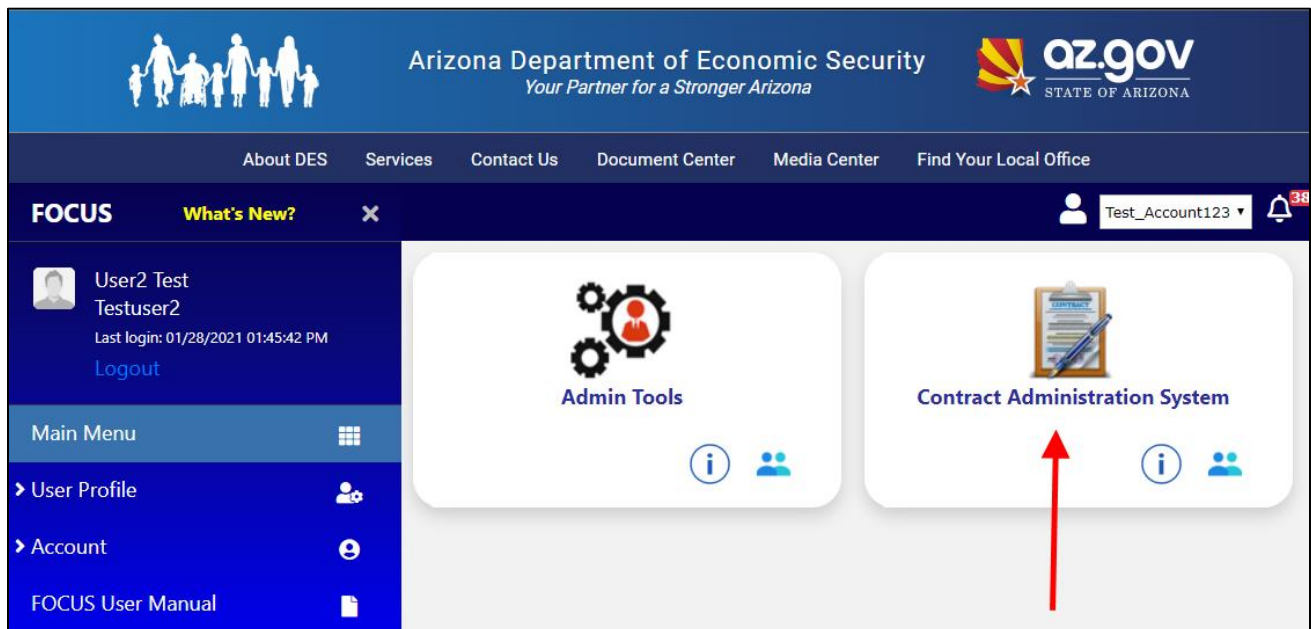 Arizona Department of Economic Security
Your Partner for a Stronger Arizona
az.gov
STATE OF ARIZONA
About DES Services Contact Us Document Center Media Center Find Your Local Office
FOCUS What's New?
Test_Account123
38
User2 Test
Testuser2
Last login: 01/28/2021 01:45:42 PM
Logout
Main Menu
User Profile
Account
FOCUS User Manual
Admin Tools
i
CONTRACT
Contract Administration System
i